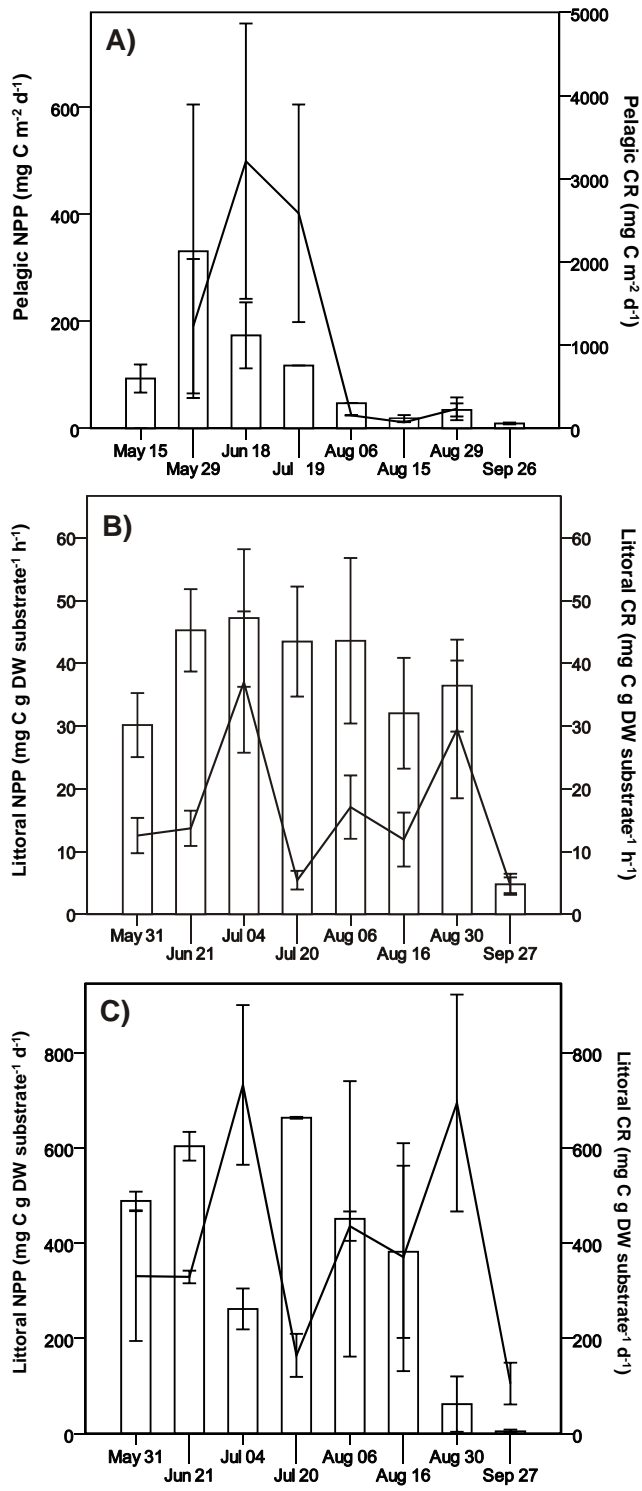 A)
Pelagic NPP (mg C m⁻² d⁻¹)
600
400
200
0
5000
4000
3000
2000
1000
0
Pelagic CR (mg C m⁻² d⁻¹)
May 15
Jun 18
Aug 06
Aug 29
May 29
Jul 19
Aug 15
Sep 26
B)
Littoral NPP (mg C g DW substrate⁻¹ h⁻¹)
60
50
40
30
20
10
0
60
50
40
30
20
10
0
Littoral CR (mg C g DW substrate⁻¹ h⁻¹)
May 31
Jul 04
Aug 06
Aug 30
Jun 21
Jul 20
Aug 16
Sep 27
C)
Littoral NPP (mg C g DW substrate⁻¹ d⁻¹)
800
600
400
200
0
800
600
400
200
0
Littoral CR (mg C g DW substrate⁻¹ d⁻¹)
May 31
Jul 04
Aug 06
Aug 30
Jun 21
Jul 20
Aug 16
Sep 27